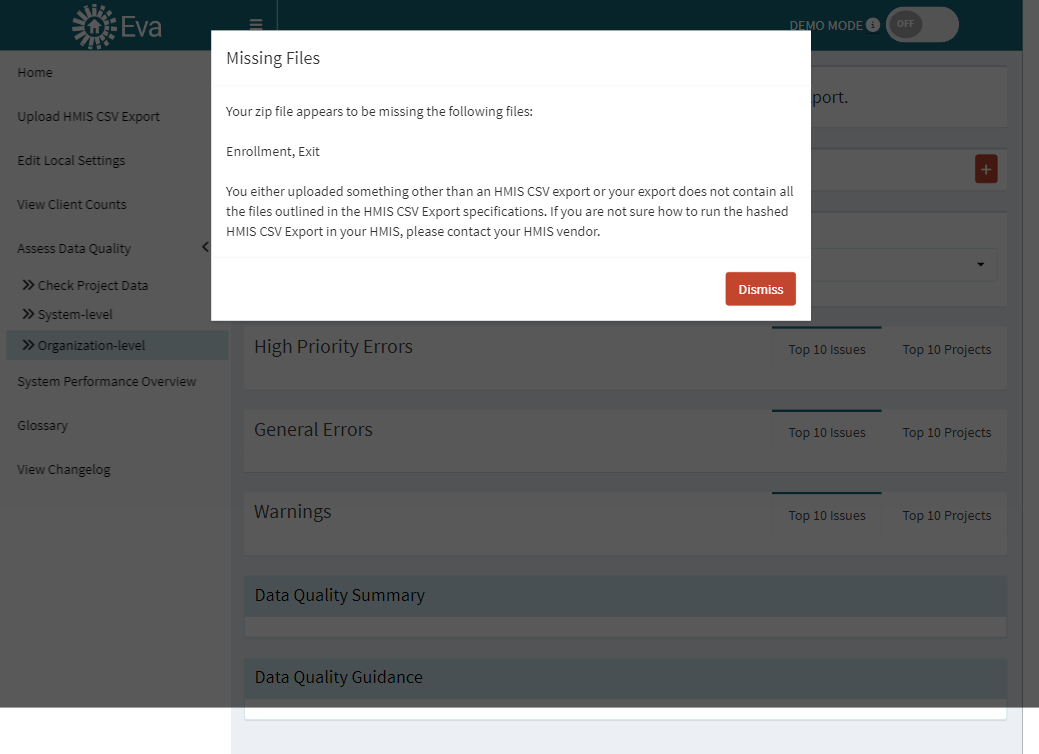 Eva
DEMO MODE
OFF
Home
Upload HMIS CSV Export
Edit Local Settings
View Client Counts
Assess Data Quality
Check Project Data
System-level
Organization-level
System Performance Overview
Glossary
View Changelog
Missing Files
Your zip file appears to be missing the following files:
Enrollment, Exit
You either uploaded something other than an HMIS CSV export or your export does not contain all
the files outlined in the HMIS CSV Export specifications. If you are not sure how to run the hashed
HMIS CSV Export in your HMIS, please contact your HMIS vendor.
Dismiss
High Priority Errors
Top 10 Issues
Top 10 Projects
General Errors
Top 10 Issues
Top 10 Projects
Warnings
Top 10 Issues
Top 10 Projects
Data Quality Summary
Data Quality Guidance